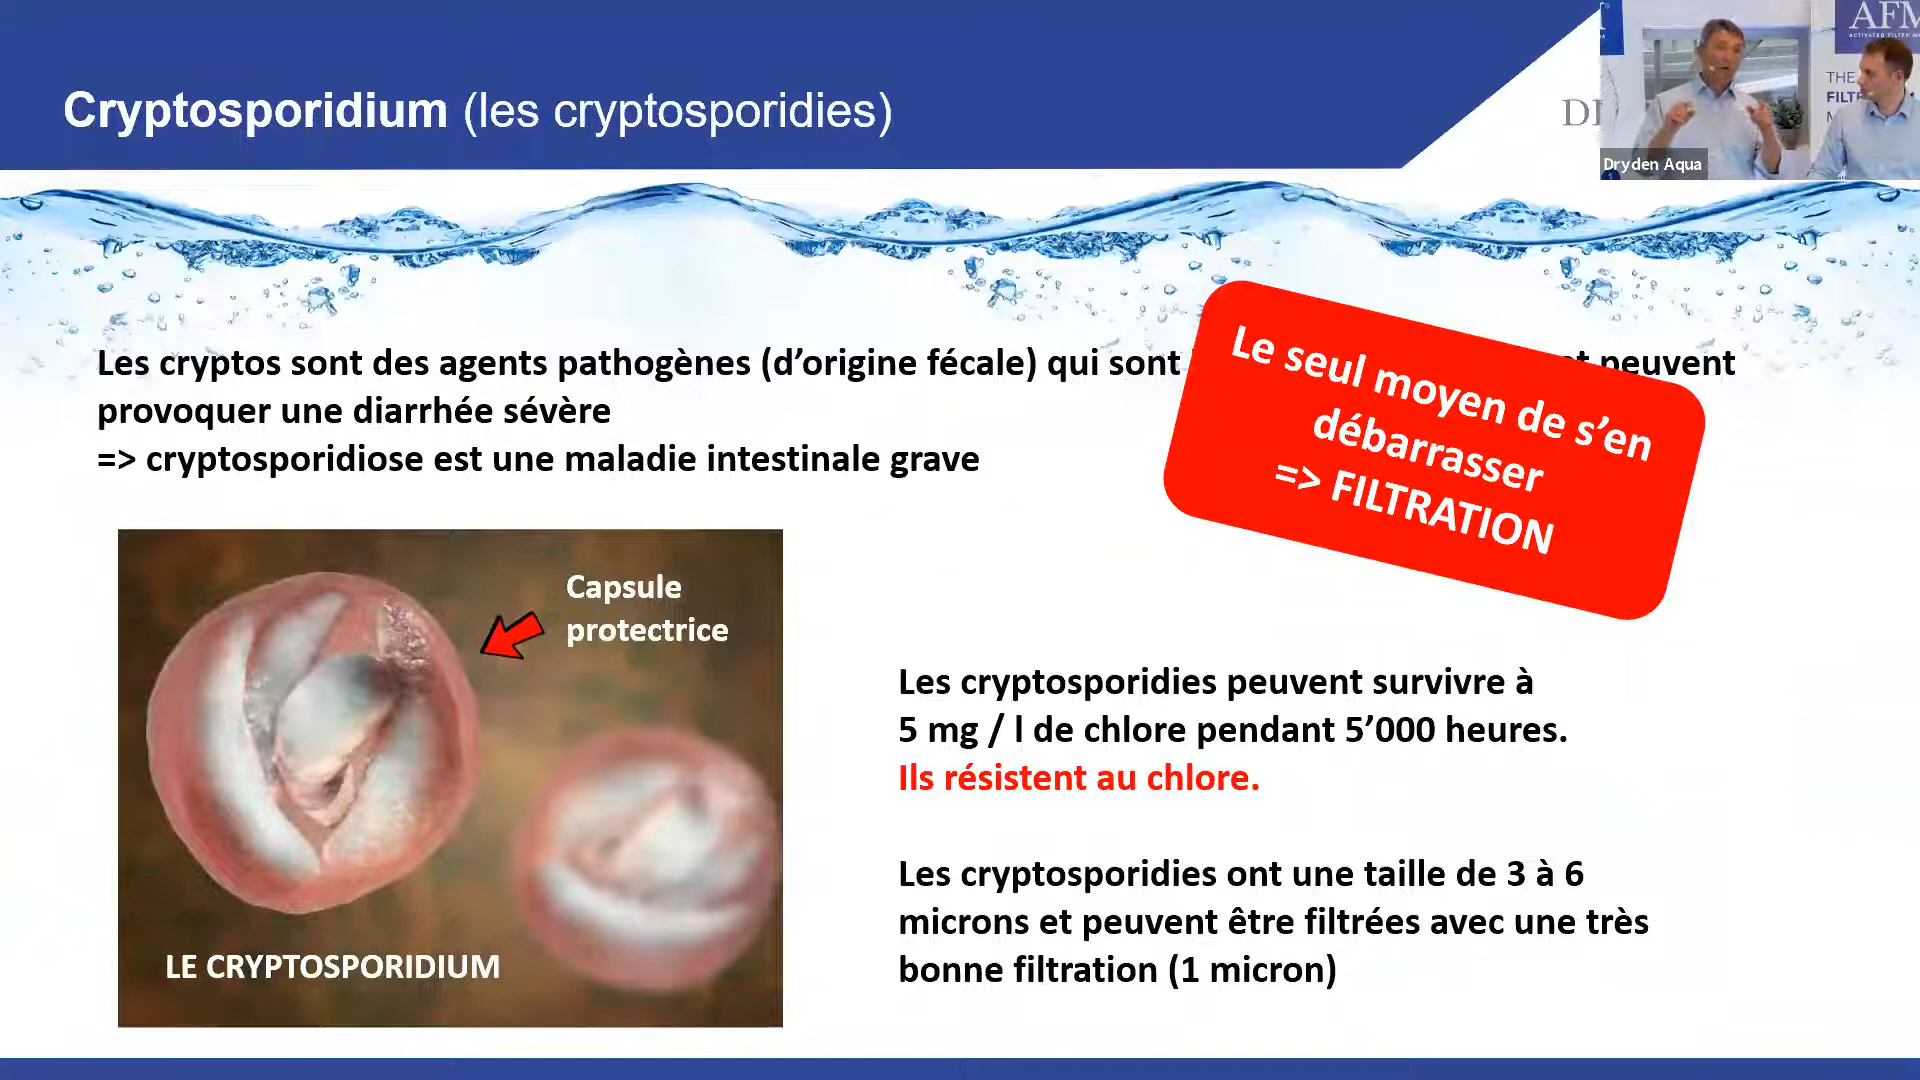 Cryptosporidium (les cryptosporidies)
AFM
THE
FILT
M
Dryden Aqua
Les cryptos sont des agents pathogènes (d’origine fécale) qui sont
peuvent
provoquer une diarrhée sévère
=> cryptosporidiose est une maladie intestinale grave
Le seul moyen de s’en
débarrasser
=> FILTRATION
Capsule
protectrice
LE CRYPTOSPORIDIUM
Les cryptosporidies peuvent survivre à
5 mg / l de chlore pendant 5’000 heures.
Ils résistent au chlore.
Les cryptosporidies ont une taille de 3 à 6
microns et peuvent être filtrées avec une très
bonne filtration (1 micron)